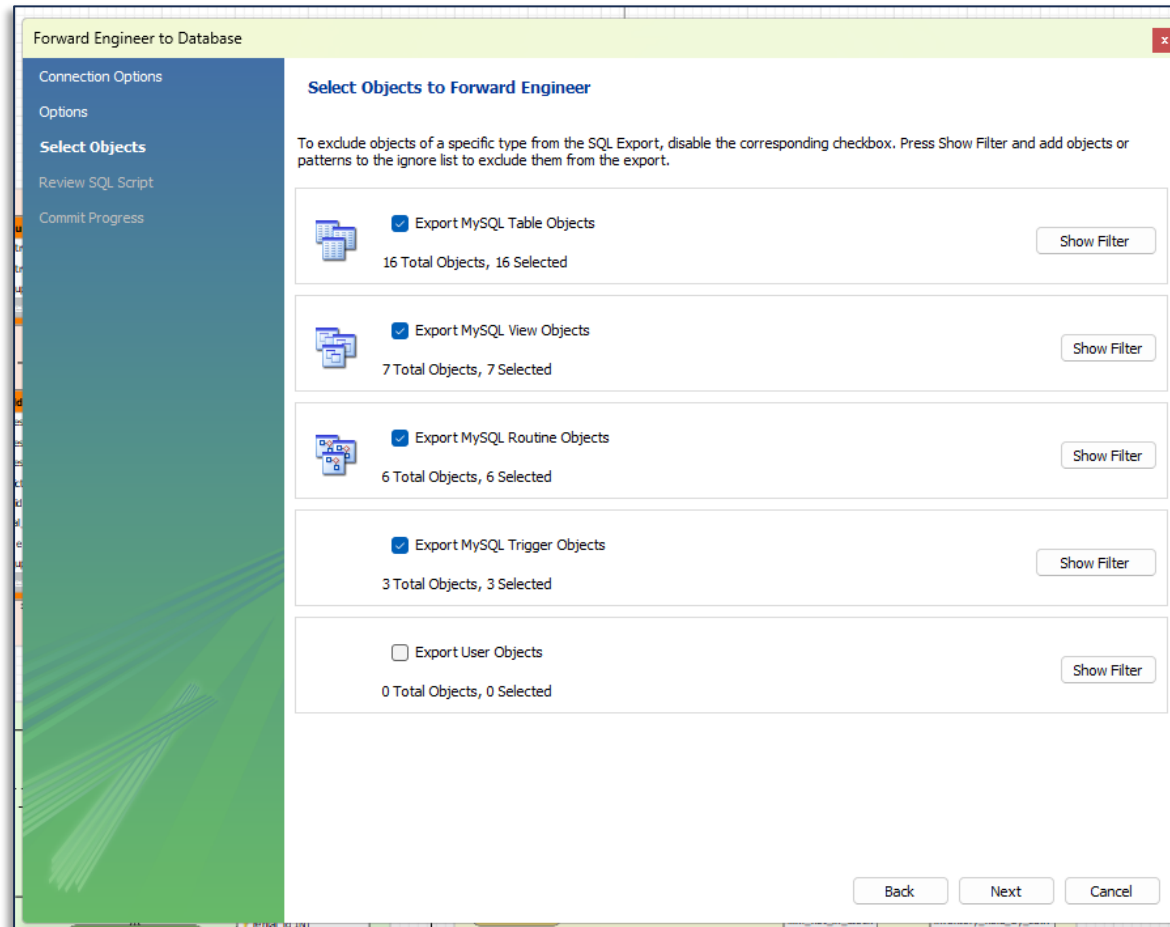 Forward Engineer to Database
x
Connection Options
Options
Select Objects
Review SQL Script
Commit Progress
Select Objects to Forward Engineer
To exclude objects of a specific type from the SQL Export, disable the corresponding checkbox. Press Show Filter and add objects or
patterns to the ignore list to exclude them from the export.
Export MySQL Table Objects
16 Total Objects, 16 Selected
Show Filter
Export MySQL View Objects
7 Total Objects, 7 Selected
Show Filter
Export MySQL Routine Objects
6 Total Objects, 6 Selected
Show Filter
Export MySQL Trigger Objects
3 Total Objects, 3 Selected
Show Filter
Export User Objects
0 Total Objects, 0 Selected
Show Filter
Back
Next
Cancel